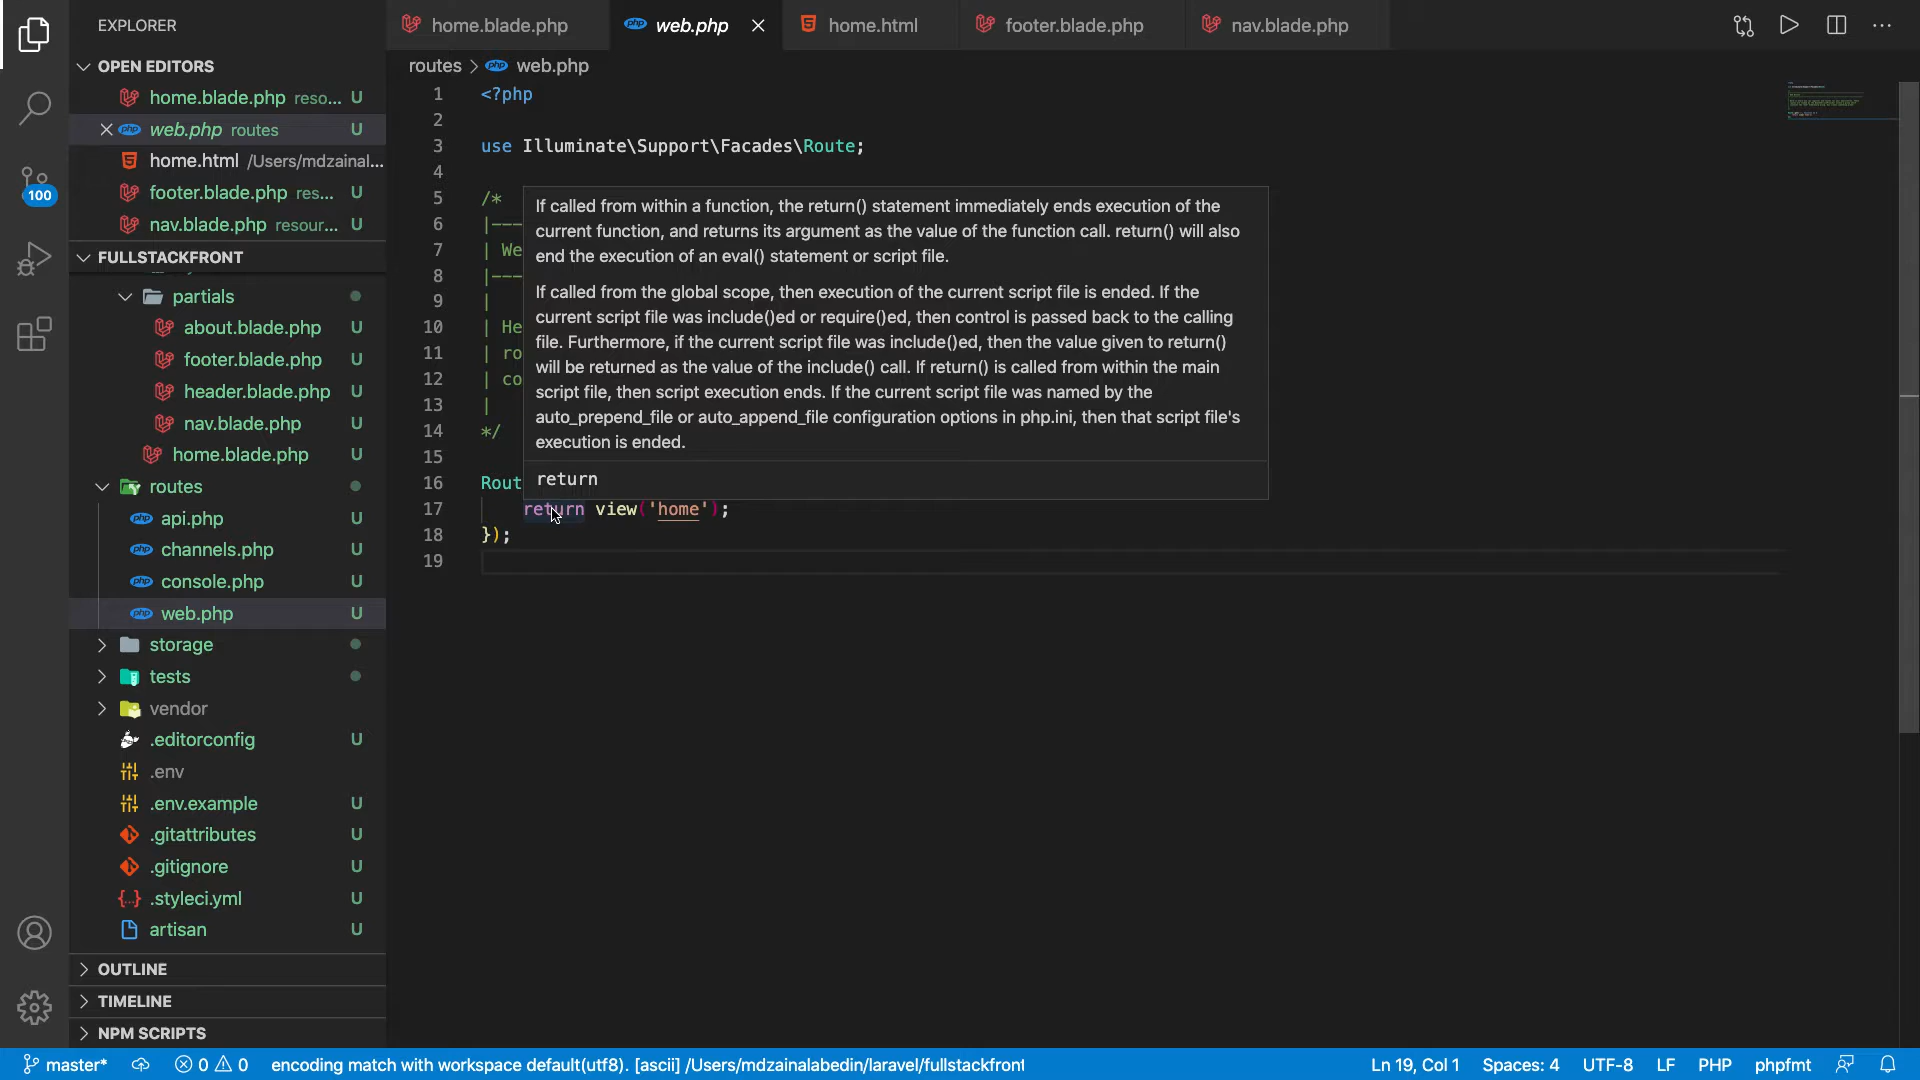 EXPLORER
OPEN EDITORS
home.blade.php reso... U
web.php routes U
home.html /Users/mdzainal...
footer.blade.php res... U
nav.blade.php resour... U
FULLSTACKFRONT
partials
about.blade.php U
footer.blade.php U
header.blade.php U
nav.blade.php U
home.blade.php U
routes
api.php U
channels.php U
console.php U
web.php U
storage
tests
vendor
.editorconfig U
.env
.env.example U
.gitattributes U
.gitignore U
.styleci.yml U
artisan U
OUTLINE
TIMELINE
NPM SCRIPTS
100
home.blade.php
web.php
home.html
footer.blade.php
nav.blade.php
routes > web.php
1 <?php
2
3 use Illuminate\Support\Facades\Route;
4
5 /*
6 |---
7 | We
8 |---
9 |
10 | He
11 | ro
12 | co
13 |
14 */
15
16 Rout
17 return view('home');
18 });
19
If called from within a function, the return() statement immediately ends execution of the
current function, and returns its argument as the value of the function call. return() will also
end the execution of an eval() statement or script file.
If called from the global scope, then execution of the current script file is ended. If the
current script file was include()ed or require()ed, then control is passed back to the calling
file. Furthermore, if the current script file was include()ed, then the value given to return()
will be returned as the value of the include() call. If return() is called from within the main
script file, then script execution ends. If the current script file was named by the
auto_prepend_file or auto_append_file configuration options in php.ini, then that script file's
execution is ended.
return
master* 0 0 encoding match with workspace default(utf8). [ascii] /Users/mdzainalabedin/laravel/fullstackfront Ln 19, Col 1 Spaces: 4 UTF-8 LF PHP phpfmt